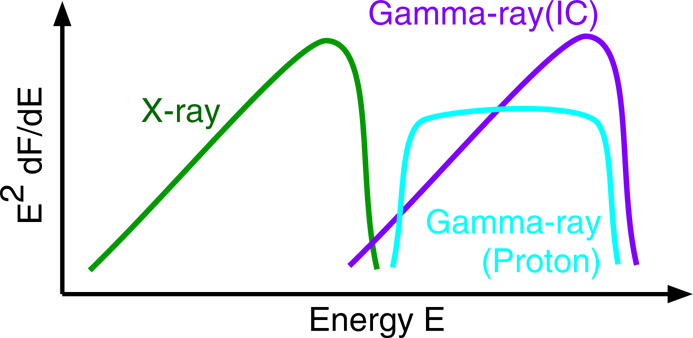 Gamma-ray(IC)
X-ray
E² dF/dE
Gamma-ray
(Proton)
Energy E